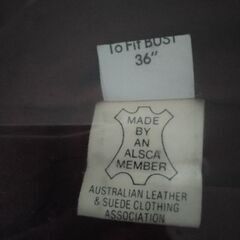 To Fit BUST
36"
MADE
BY
AN
ALSCA
MEMBER
AUSTRALIAN LEATHER
& SUEDE CLOTHING
ASSOCIATION